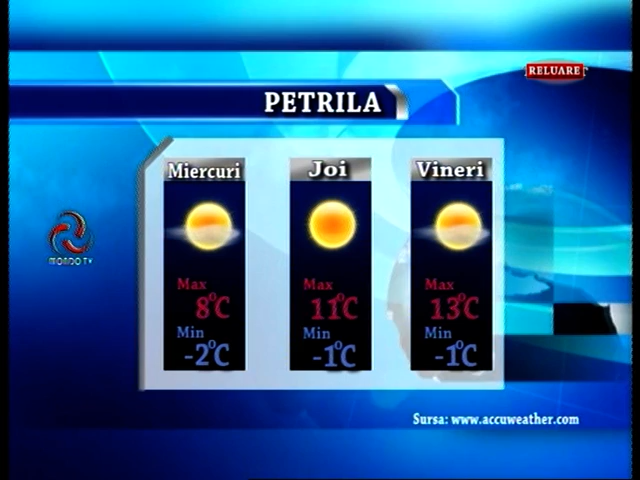 RELUARE
PETRILA
Miercuri
Joi
Vineri
Max
8°C
Min
-2°C
Max
11°C
Min
-1°C
Max
13°C
Min
-1°C
MONDO TV
Sursa: www.accuweather.com